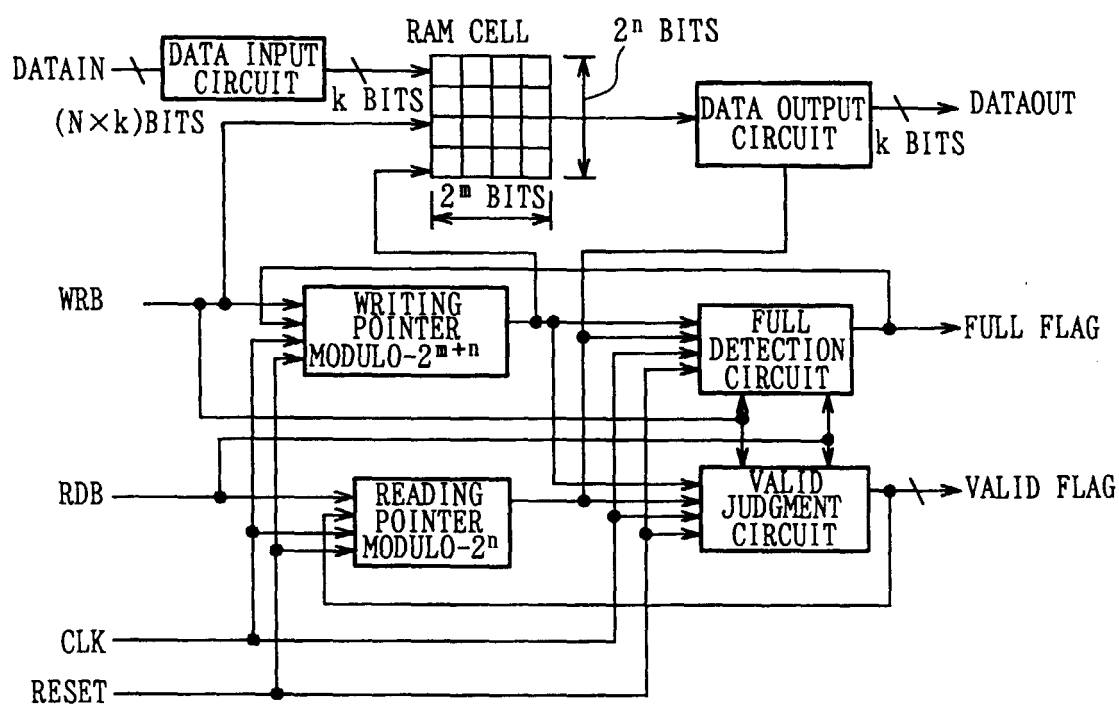 RAM CELL
2ⁿ BITS
DATAIN
DATA INPUT
CIRCUIT
k BITS
(N×k)BITS
DATA OUTPUT
CIRCUIT
DATAOUT
k BITS
2ᵐ BITS
WRB
WRITING
POINTER
MODULO-2ᵐ⁺ⁿ
FULL
DETECTION
CIRCUIT
FULL FLAG
RDB
READING
POINTER
MODULO-2ⁿ
VALID
JUDGMENT
CIRCUIT
VALID FLAG
CLK
RESET